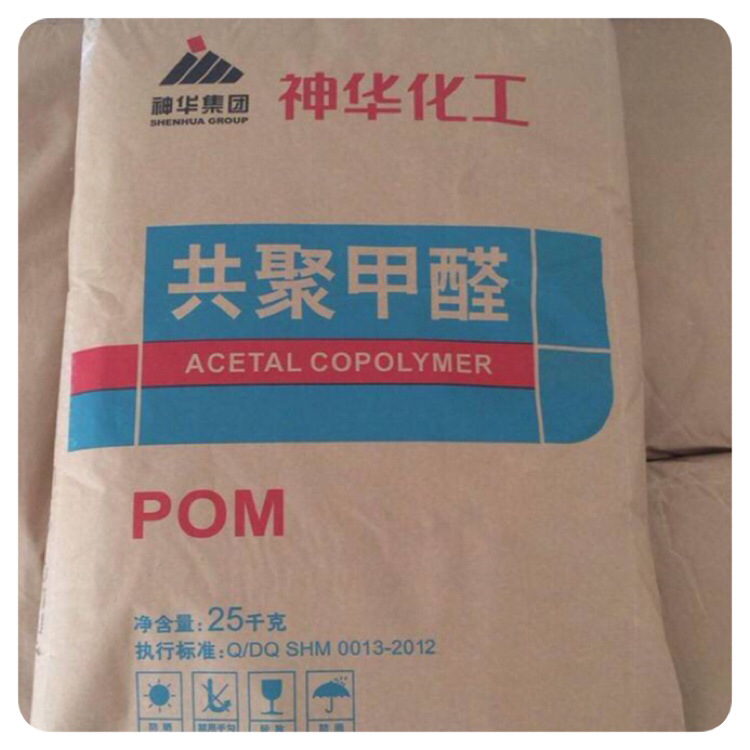 神华集团
SHENHUA GROUP
神华化工
共聚甲醛
ACETAL COPOLYMER
POM
净含量: 25千克
执行标准: Q/DQ SHM 0013-2012